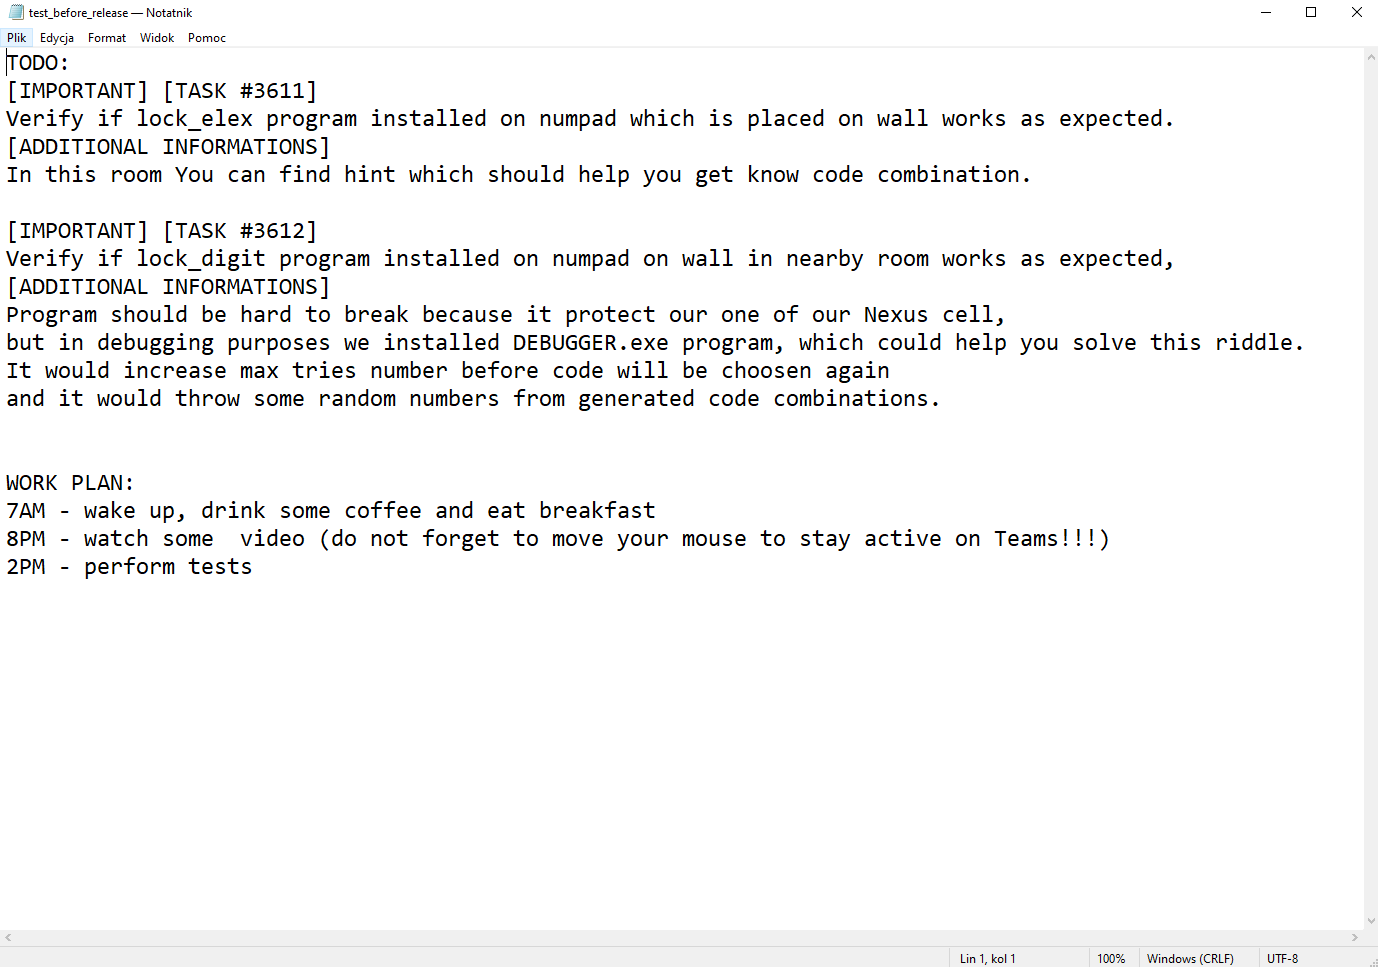 test_before_release — Notatnik
Plik Edycja Format Widok Pomoc
TODO:
[IMPORTANT] [TASK #3611]
Verify if lock_elex program installed on numpad which is placed on wall works as expected.
[ADDITIONAL INFORMATIONS]
In this room You can find hint which should help you get know code combination.
[IMPORTANT] [TASK #3612]
Verify if lock_digit program installed on numpad on wall in nearby room works as expected,
[ADDITIONAL INFORMATIONS]
Program should be hard to break because it protect our one of our Nexus cell,
but in debugging purposes we installed DEBUGGER.exe program, which could help you solve this riddle.
It would increase max tries number before code will be choosen again
and it would throw some random numbers from generated code combinations.
WORK PLAN:
7AM - wake up, drink some coffee and eat breakfast
8PM - watch some  video (do not forget to move your mouse to stay active on Teams!!!)
2PM - perform tests
Lin 1, kol 1 100% Windows (CRLF) UTF-8